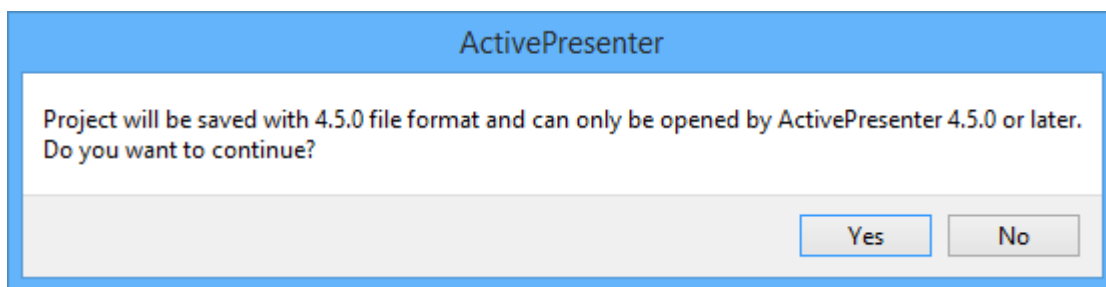 ActivePresenter
Project will be saved with 4.5.0 file format and can only be opened by ActivePresenter 4.5.0 or later.
Do you want to continue?
Yes No